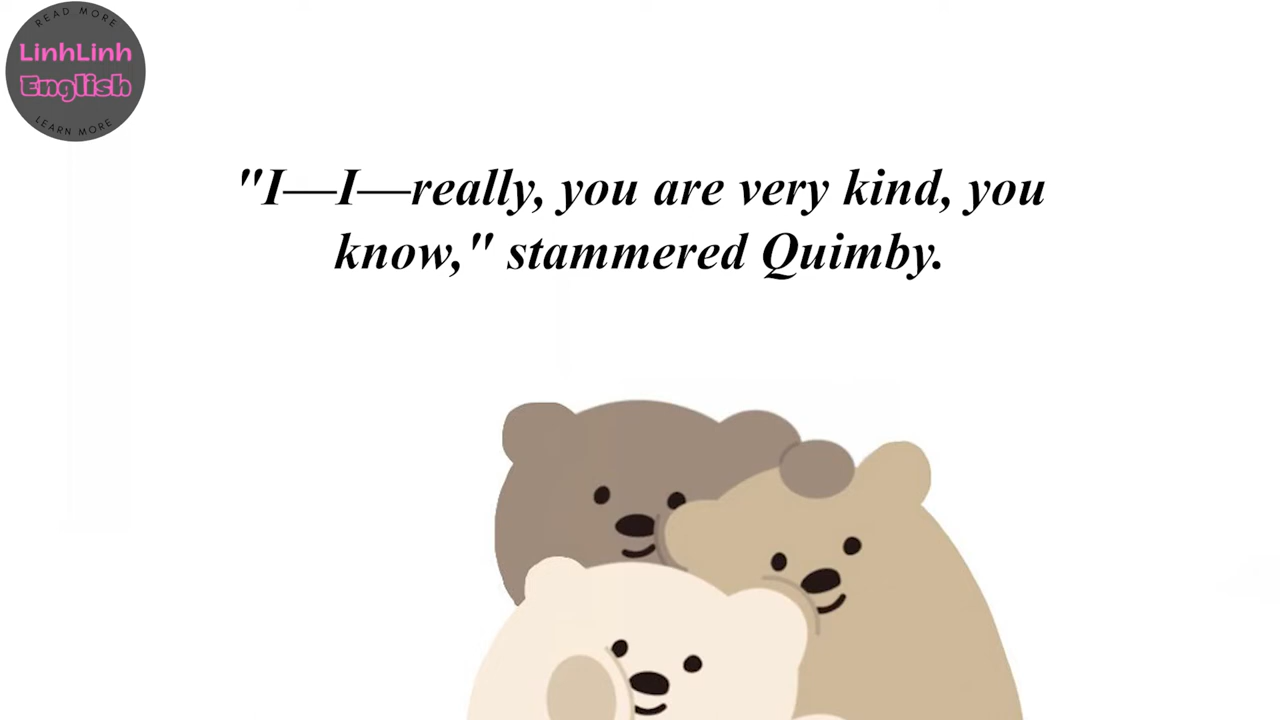 READ MORE
LinhLinh
English
LEARN MORE
"I—I—really, you are very kind, you
know," stammered Quimby.